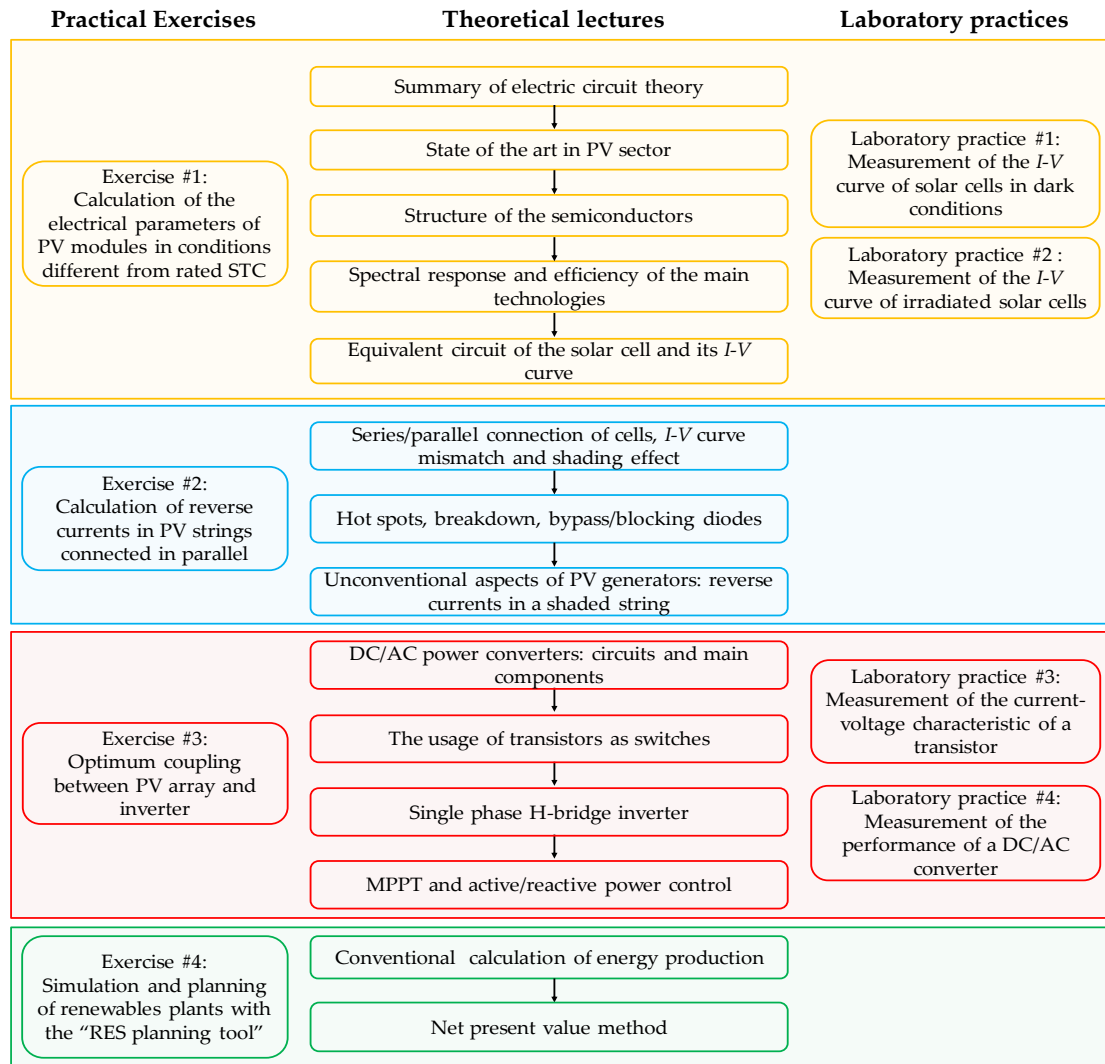 Practical Exercises
Theoretical lectures
Laboratory practices
Summary of electric circuit theory
State of the art in PV sector
Structure of the semiconductors
Spectral response and efficiency of the main
technologies
Equivalent circuit of the solar cell and its I-V
curve
Exercise #1:
Calculation of the
electrical parameters of
PV modules in conditions
different from rated STC
Laboratory practice #1:
Measurement of the I-V
curve of solar cells in dark
conditions
Laboratory practice #2 :
Measurement of the I-V
curve of irradiated solar cells
Exercise #2:
Calculation of reverse
currents in PV strings
connected in parallel
Series/parallel connection of cells, I-V curve
mismatch and shading effect
Hot spots, breakdown, bypass/blocking diodes
Unconventional aspects of PV generators: reverse
currents in a shaded string
Exercise #3:
Optimum coupling
between PV array and
inverter
DC/AC power converters: circuits and main
components
The usage of transistors as switches
Single phase H-bridge inverter
MPPT and active/reactive power control
Laboratory practice #3:
Measurement of the current-
voltage characteristic of a
transistor
Laboratory practice #4:
Measurement of the
performance of a DC/AC
converter
Exercise #4:
Simulation and planning
of renewables plants with
the “RES planning tool”
Conventional calculation of energy production
Net present value method